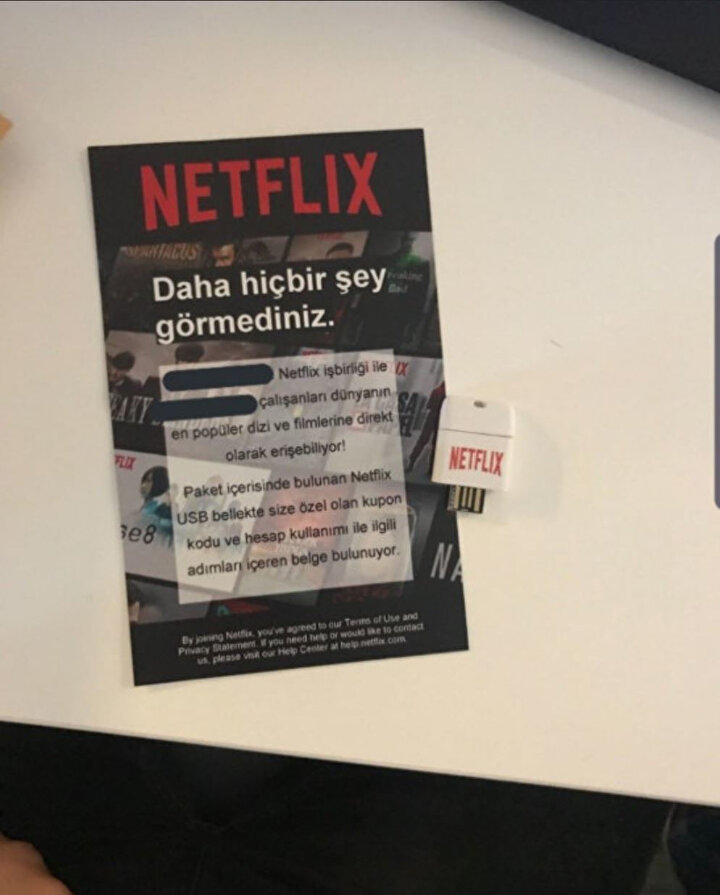 NETFLIX
SPARTACUS
Breaking
Bad
Daha hiçbir şey
görmediniz.
Netflix işbirliği ile
çalışanları dünyanın
en popüler dizi ve filmlerine direkt
olarak erişebiliyor!
Paket içerisinde bulunan Netflix
USB bellekte size özel olan kupon
kodu ve hesap kullanımı ile ilgili
adımları içeren belge bulunuyor.
By joining Netflix, you've agreed to our Terms of Use and
Privacy Statement. If you need help or would like to contact
us, please visit our Help Center at help.netflix.com
NETFLIX